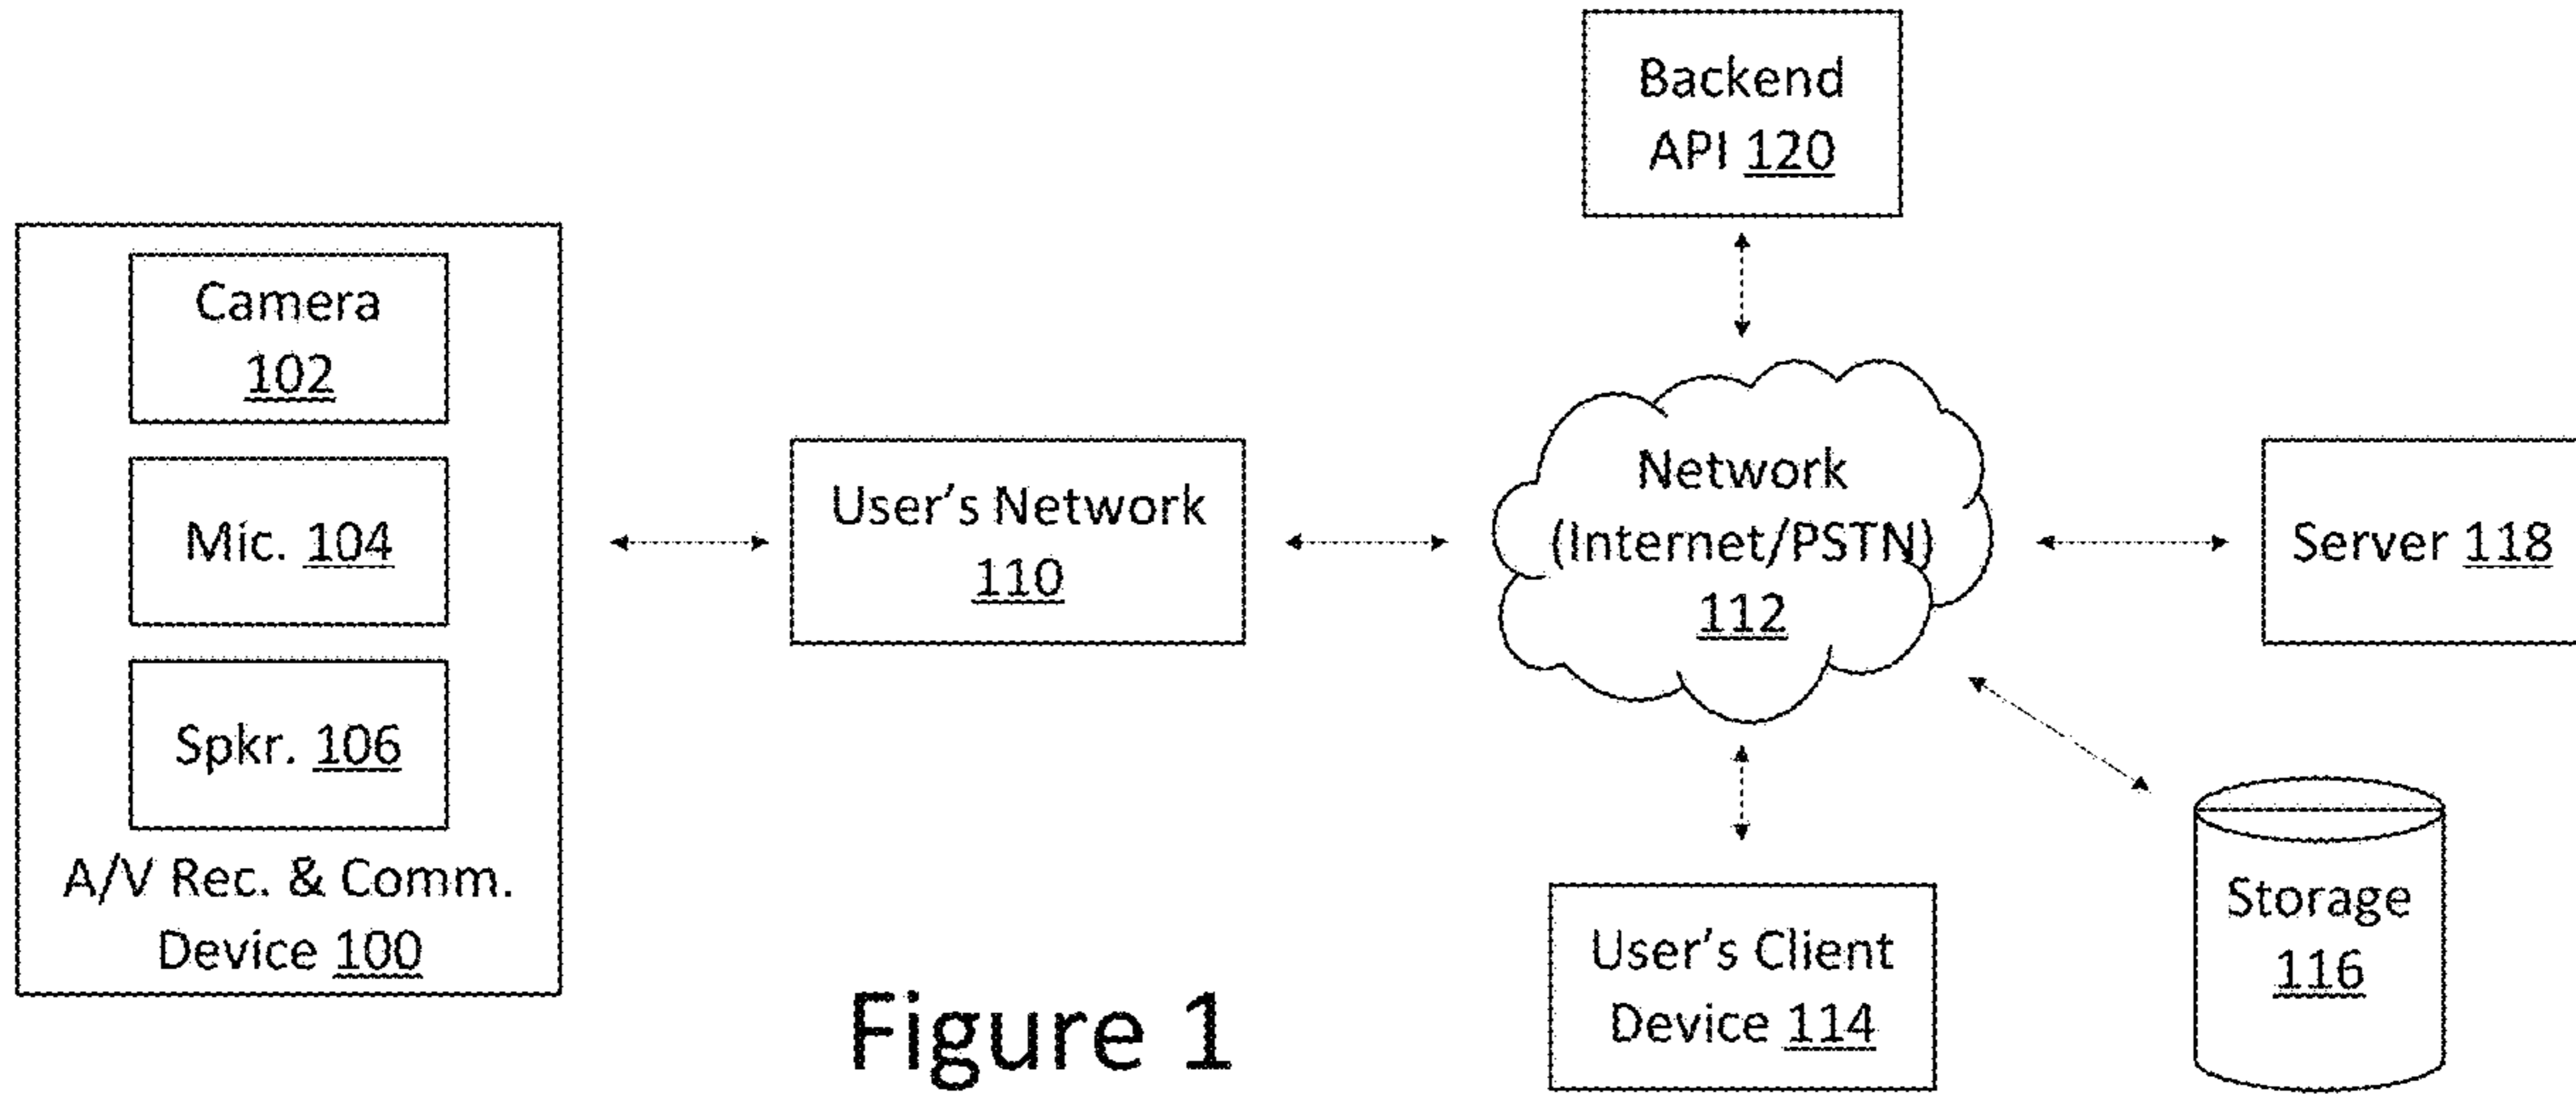 Backend
API 120
Camera
102
Mic. 104
Spkr. 106
A/V Rec. & Comm.
Device 100
User's Network
110
Network
(Internet/PSTN)
112
Server 118
User's Client
Device 114
Storage
116
Figure 1